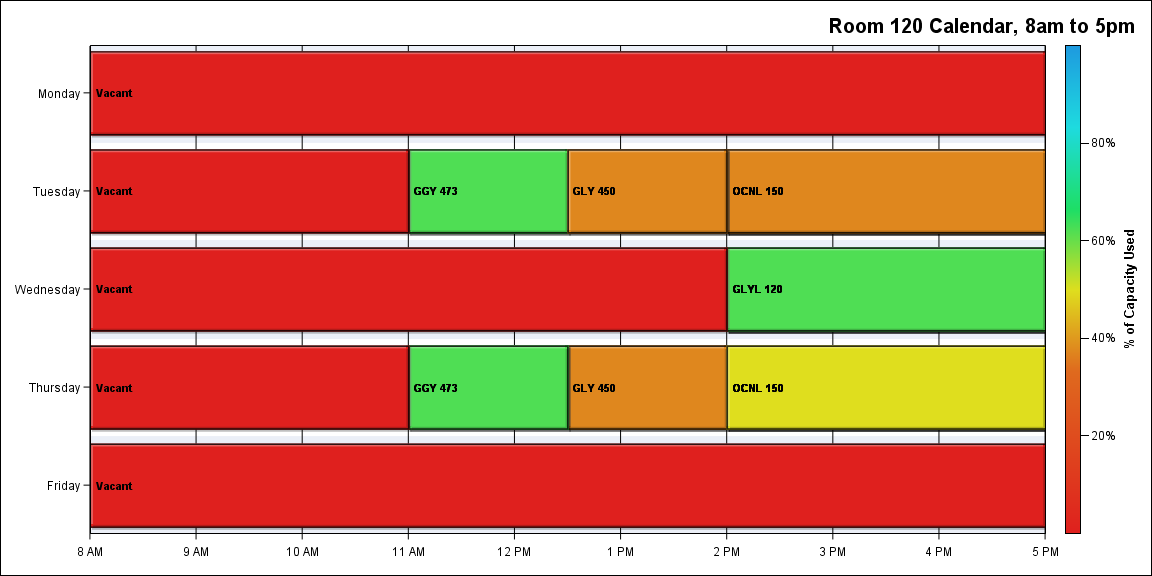 Room 120 Calendar, 8am to 5pm
Monday
Vacant
Tuesday
Vacant
GGY 473
GLY 450
OCNL 150
Wednesday
Vacant
GLYL 120
Thursday
Vacant
GGY 473
GLY 450
OCNL 150
Friday
Vacant
8 AM
9 AM
10 AM
11 AM
12 PM
1 PM
2 PM
3 PM
4 PM
5 PM
80%
60%
40%
20%
% of Capacity Used